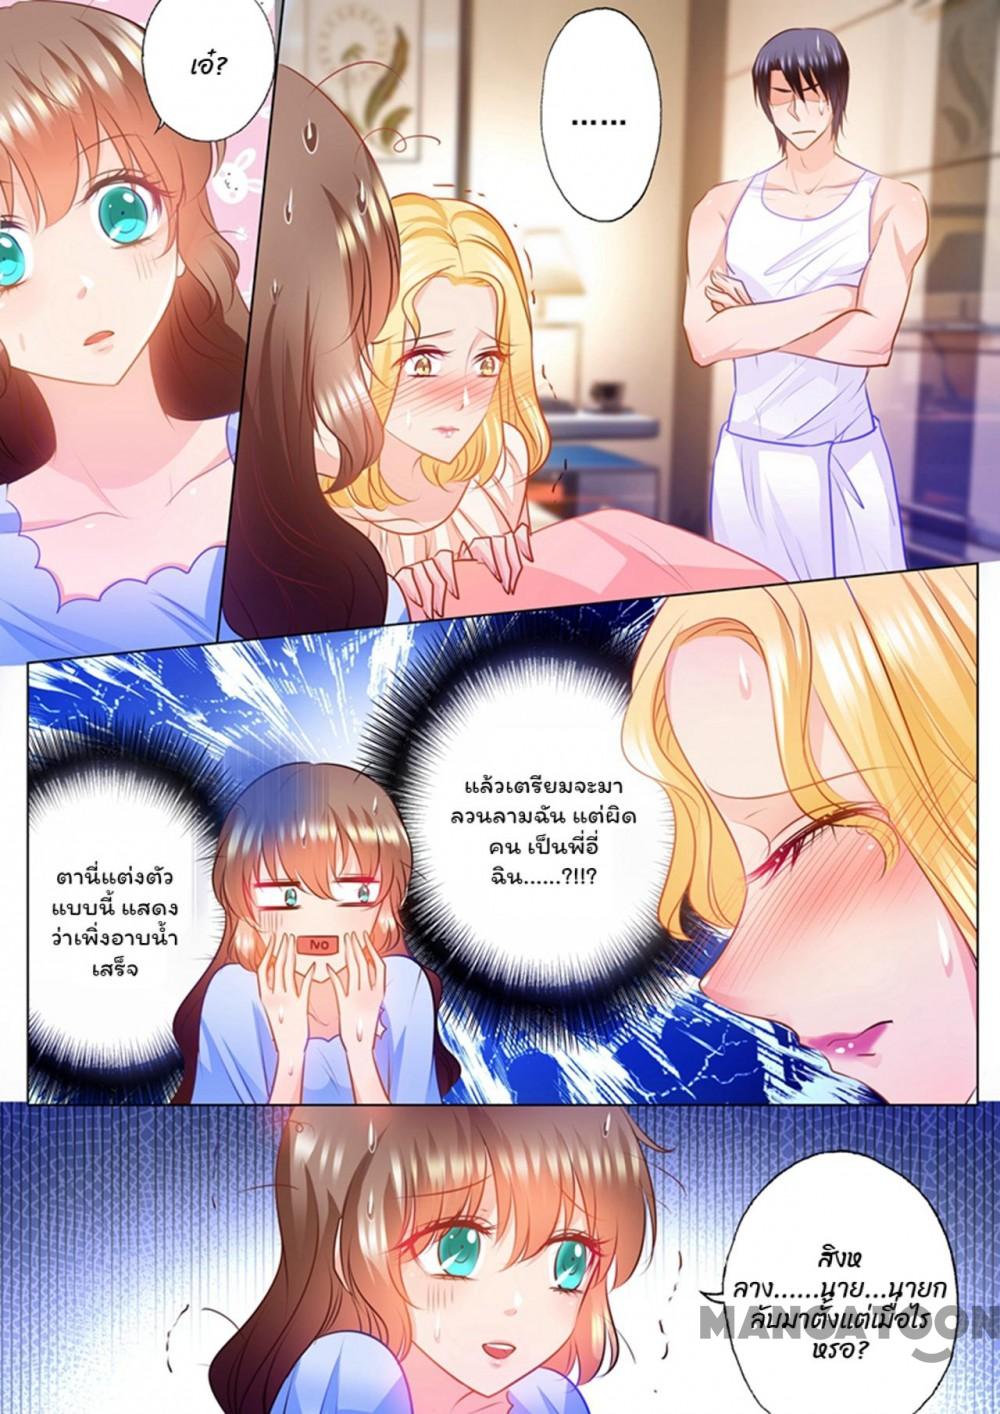 เอ๋?
......
แล้วเตรียมจะมา
ลวนลามฉัน แต่ผิด
คน เป็นพี่อี่
ฉิน......?!!?
ตานี่แต่งตัว
แบบนี้ แสดง
ว่าเพิ่งอาบน้ำ
เสร็จ
No
สิงห
ลาง......นาย...นายก
ลับมาตั้งแต่เมื่อไร
หรอ?
MANGATOON